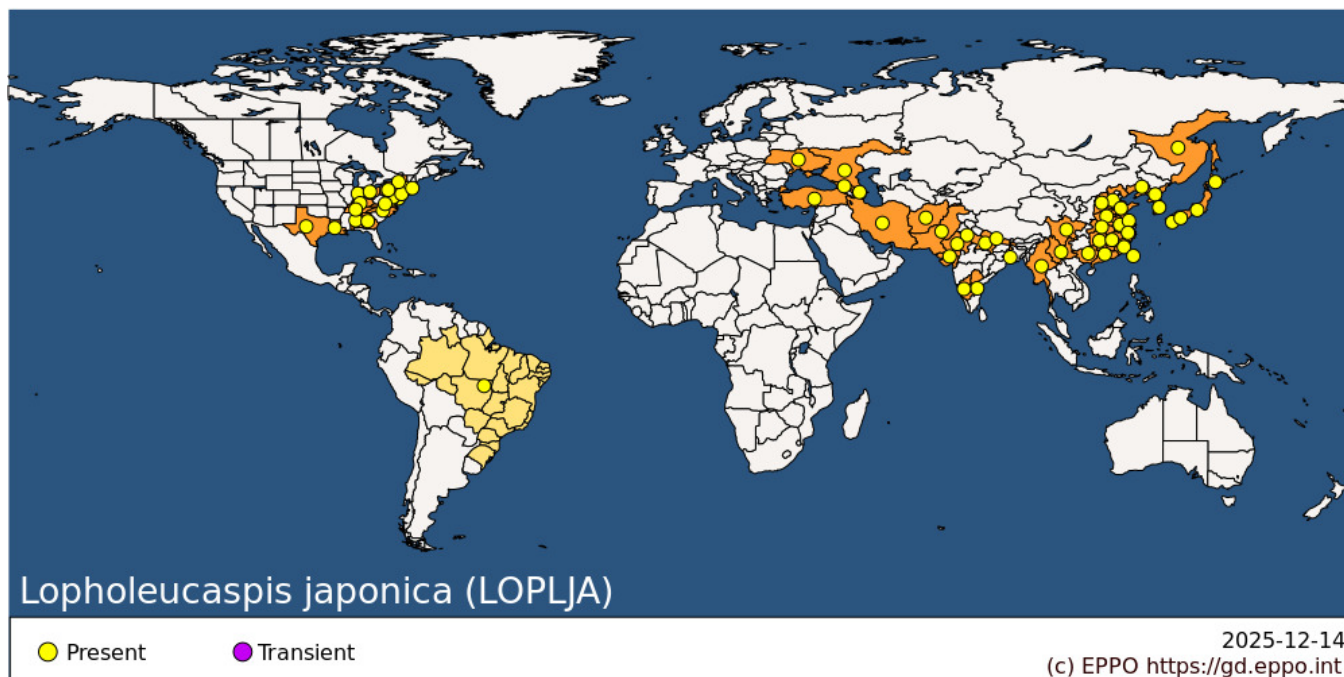 Lopholeucaspis japonica (LOPLJA)
Present
Transient
2025-12-14
(c) EPPO https://gd.eppo.int